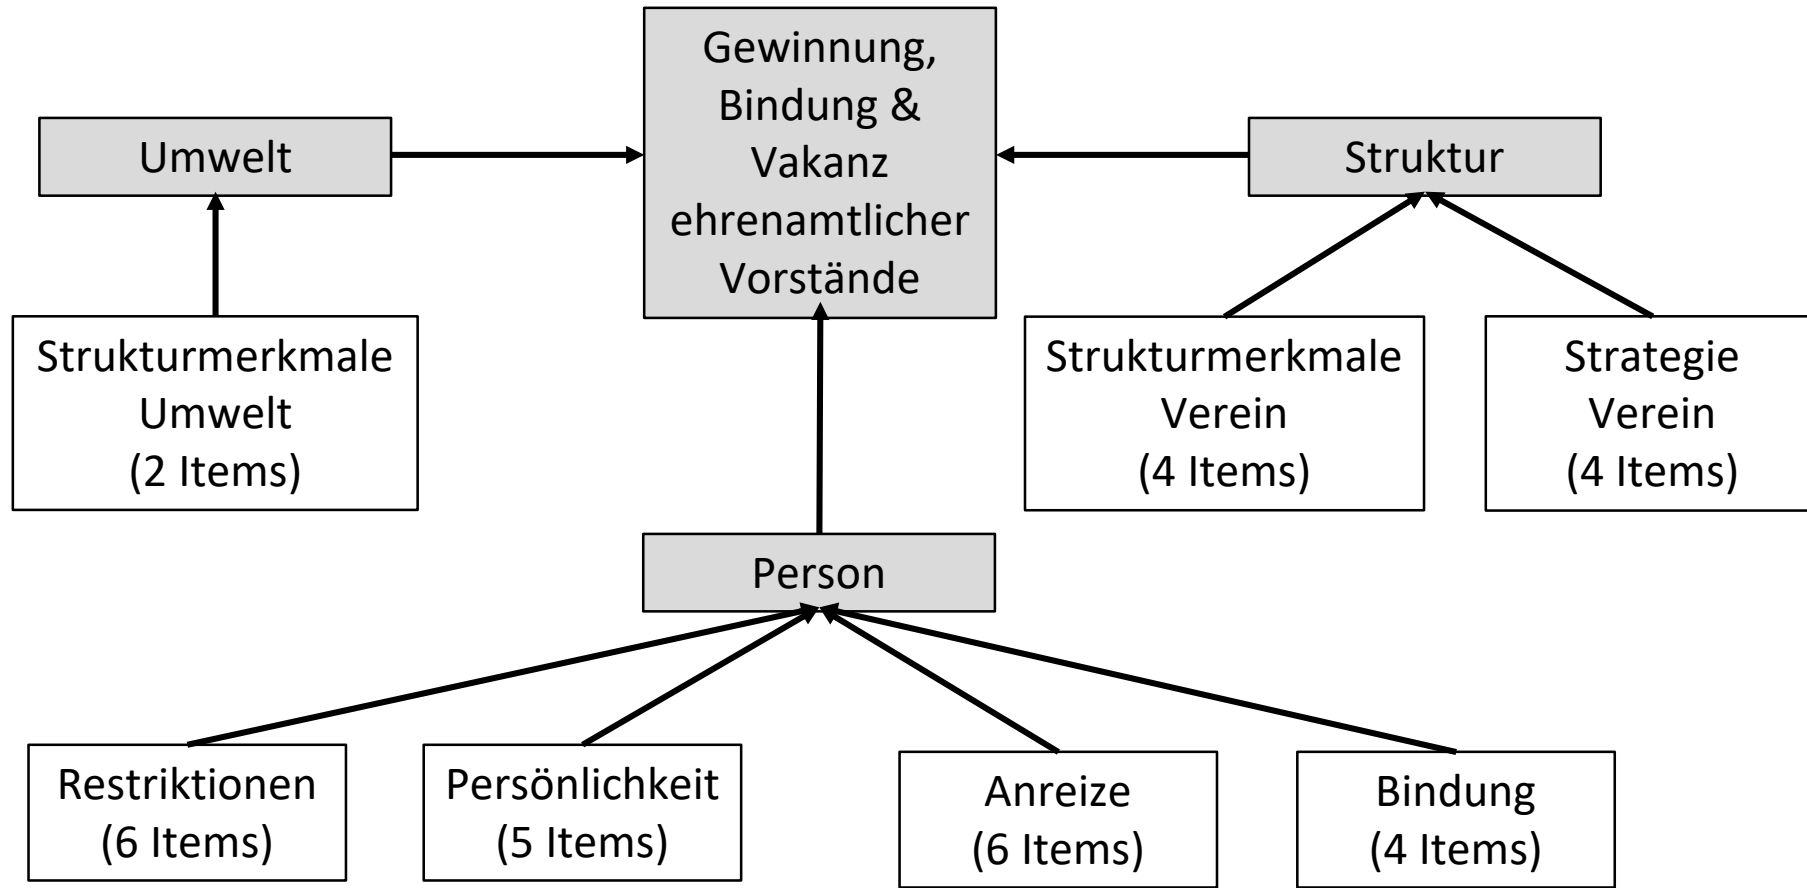 Gewinnung,
Bindung &
Vakanz
ehrenamtlicher
Vorstände
Umwelt
Struktur
Strukturmerkmale
Umwelt
(2 Items)
Strukturmerkmale
Verein
(4 Items)
Strategie
Verein
(4 Items)
Person
Restriktionen
(6 Items)
Persönlichkeit
(5 Items)
Anreize
(6 Items)
Bindung
(4 Items)